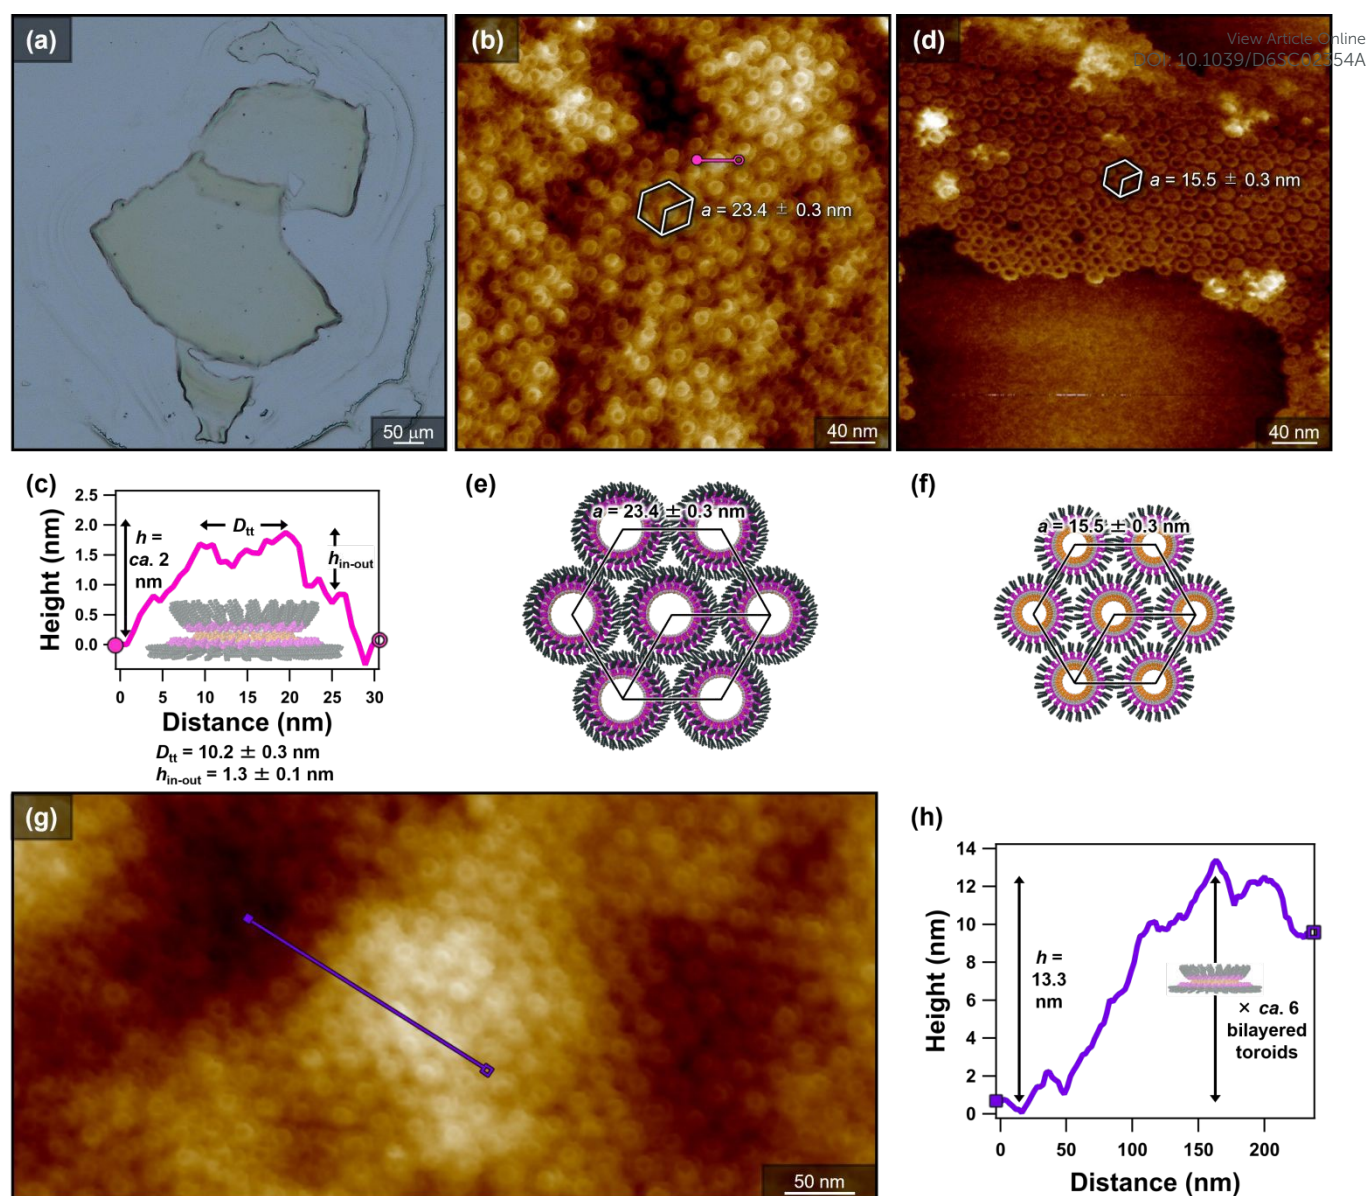 (a)
50 μm
(b)
a = 23.4 ± 0.3 nm
40 nm
(d)
View Article Online
a = 15.5 ± 0.3 nm
40 nm
(c)
Height (nm)
2.5
2.0
1.5
1.0
0.5
0.0
h =
ca. 2
nm
Dtt
hin-out
0 5 10 15 20 25 30
Distance (nm)
Dtt = 10.2 ± 0.3 nm
hin-out = 1.3 ± 0.1 nm
(e)
a = 23.4 ± 0.3 nm
(f)
a = 15.5 ± 0.3 nm
(g)
50 nm
(h)
Height (nm)
14
12
10
8
6
4
2
0
h =
13.3
nm
× ca. 6
bilayered
toroids
0 50 100 150 200
Distance (nm)